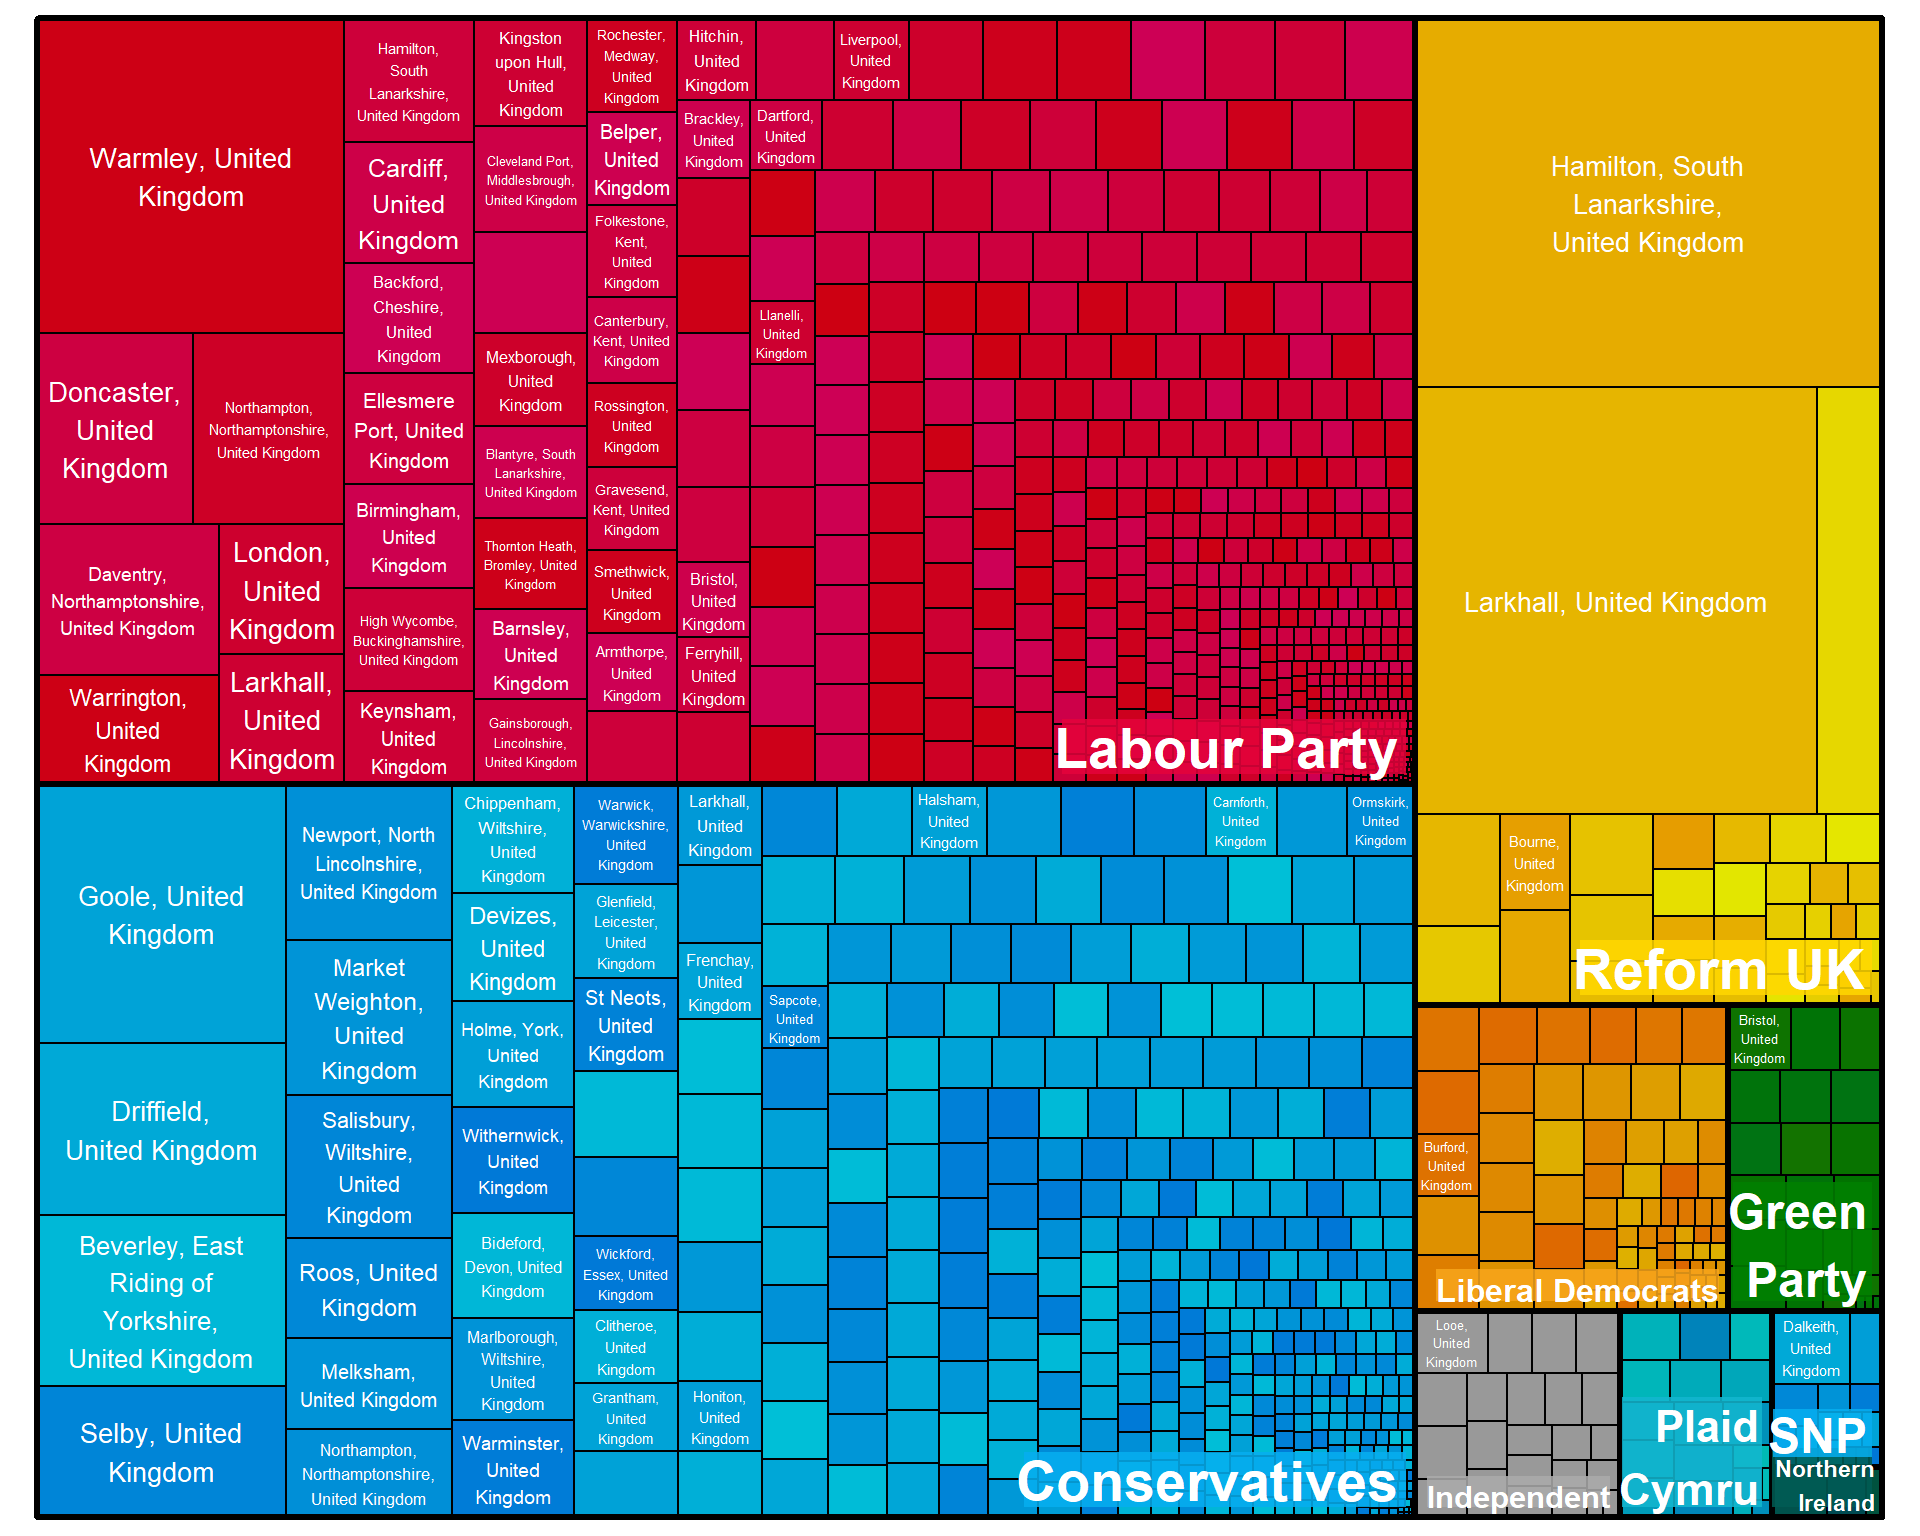 Warmley, United
Kingdom
Doncaster,
United
Kingdom
Northampton,
Northamptonshire,
United Kingdom
Daventry,
Northamptonshire,
United Kingdom
London,
United
Kingdom
Warrington,
United
Kingdom
Larkhall,
United
Kingdom
Hamilton,
South
Lanarkshire,
United Kingdom
Cardiff,
United
Kingdom
Backford,
Cheshire,
United
Kingdom
Ellesmere
Port, United
Kingdom
Birmingham,
United
Kingdom
High Wycombe,
Buckinghamshire,
United Kingdom
Keynsham,
United
Kingdom
Kingston
upon Hull,
United
Kingdom
Cleveland Port,
Middlesbrough,
United Kingdom
Mexborough,
United
Kingdom
Blantyre, South
Lanarkshire,
United Kingdom
Thornton Heath,
Bromley, United
Kingdom
Barnsley,
United
Kingdom
Gainsborough,
Lincolnshire,
United Kingdom
Rochester,
Medway,
United
Kingdom
Belper,
United
Kingdom
Folkestone,
Kent,
United
Kingdom
Canterbury,
Kent, United
Kingdom
Rossington,
United
Kingdom
Gravesend,
Kent, United
Kingdom
Smethwick,
United
Kingdom
Armthorpe,
United
Kingdom
Hitchin,
United
Kingdom
Brackley,
United
Kingdom
Bristol,
United
Kingdom
Ferryhill,
United
Kingdom
Liverpool,
United
Kingdom
Dartford,
United
Kingdom
Llanelli,
United
Kingdom
Labour Party
Goole, United
Kingdom
Driffield,
United Kingdom
Beverley, East
Riding of
Yorkshire,
United Kingdom
Selby, United
Kingdom
Newport, North
Lincolnshire,
United Kingdom
Market
Weighton,
United
Kingdom
Salisbury,
Wiltshire,
United
Kingdom
Roos, United
Kingdom
Melksham,
United Kingdom
Northampton,
Northamptonshire,
United Kingdom
Chippenham,
Wiltshire,
United
Kingdom
Devizes,
United
Kingdom
Holme, York,
United
Kingdom
Withernwick,
United
Kingdom
Bideford,
Devon, United
Kingdom
Marlborough,
Wiltshire,
United
Kingdom
Warminster,
United
Kingdom
Warwick,
Warwickshire,
United
Kingdom
Glenfield,
Leicester,
United
Kingdom
St Neots,
United
Kingdom
Wickford,
Essex, United
Kingdom
Clitheroe,
United
Kingdom
Grantham,
United
Kingdom
Larkhall,
United
Kingdom
Frenchay,
United
Kingdom
Honiton,
United
Kingdom
Sapcote,
United
Kingdom
Halsham,
United
Kingdom
Carnforth,
United
Kingdom
Ormskirk,
United
Kingdom
Conservatives
Hamilton, South
Lanarkshire,
United Kingdom
Larkhall, United Kingdom
Bourne,
United
Kingdom
Reform UK
Burford,
United
Kingdom
Liberal Democrats
Bristol,
United
Kingdom
Green
Party
Looe,
United
Kingdom
Independent
Plaid
Cymru
Dalkeith,
United
Kingdom
SNP
Northern
Ireland